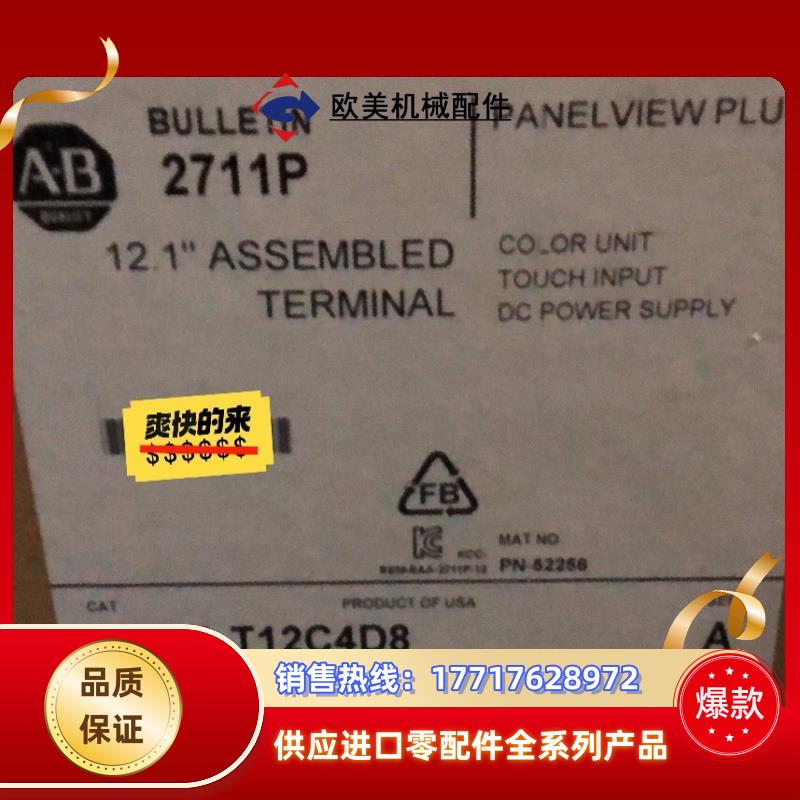 欧美机械配件
BULLETIN
2711P
PANELVIEW PLU
A·B
QUALITY
12.1" ASSEMBLED
TERMINAL
COLOR UNIT
TOUCH INPUT
DC POWER SUPPLY
爽快的来
$$$$$$
FB
KCC-
MAT NO
PN-52256
CAT
PRODUCT OF USA
T12C4D8
A
品质
保证
销售热线：17717628972
爆款
供应进口零配件全系列产品